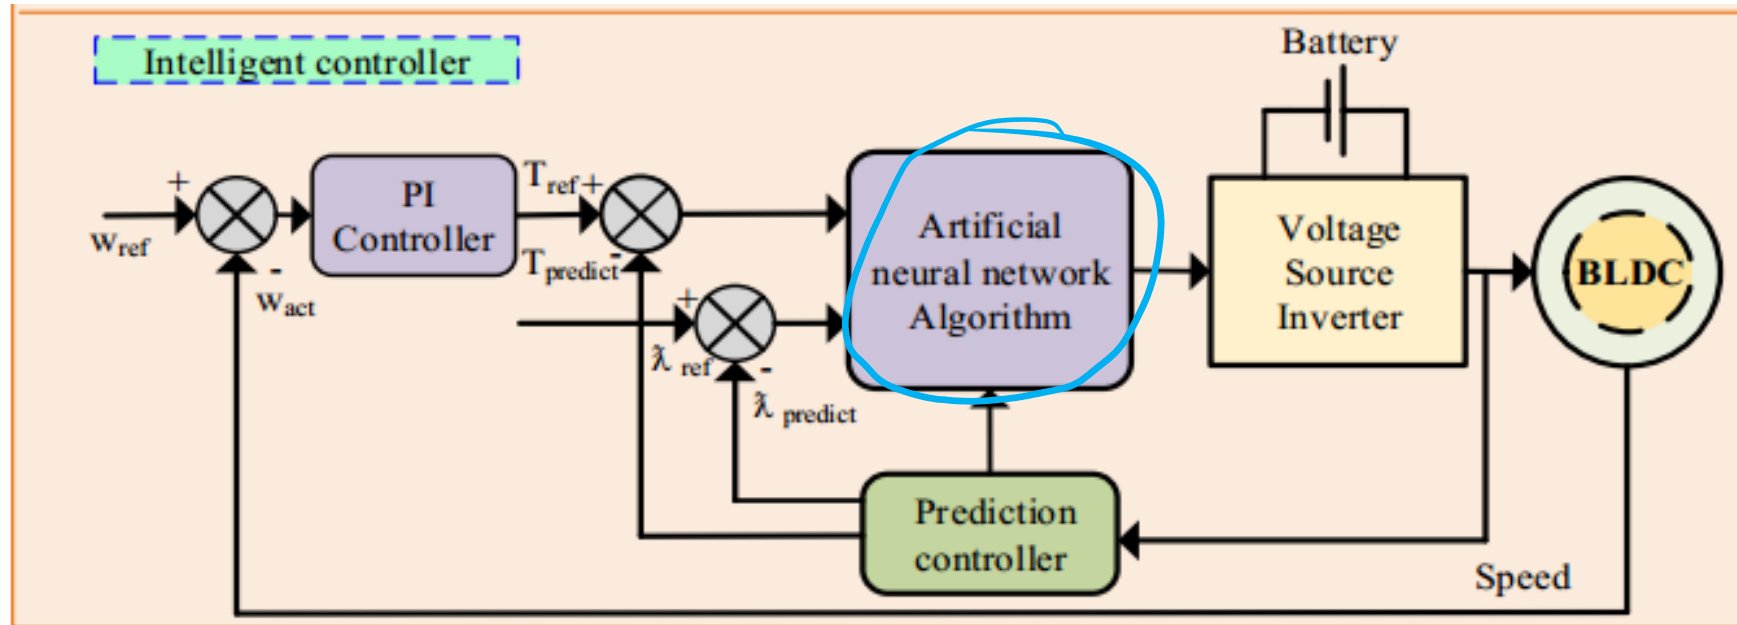 Intelligent controller
Battery
+
PI
Controller
Tref+
Wref
-
Wact
Tpredict-
+
λ̃ ref
-
λ̃ predict
Artificial
neural network
Algorithm
Voltage
Source
Inverter
BLDC
Prediction
controller
Speed